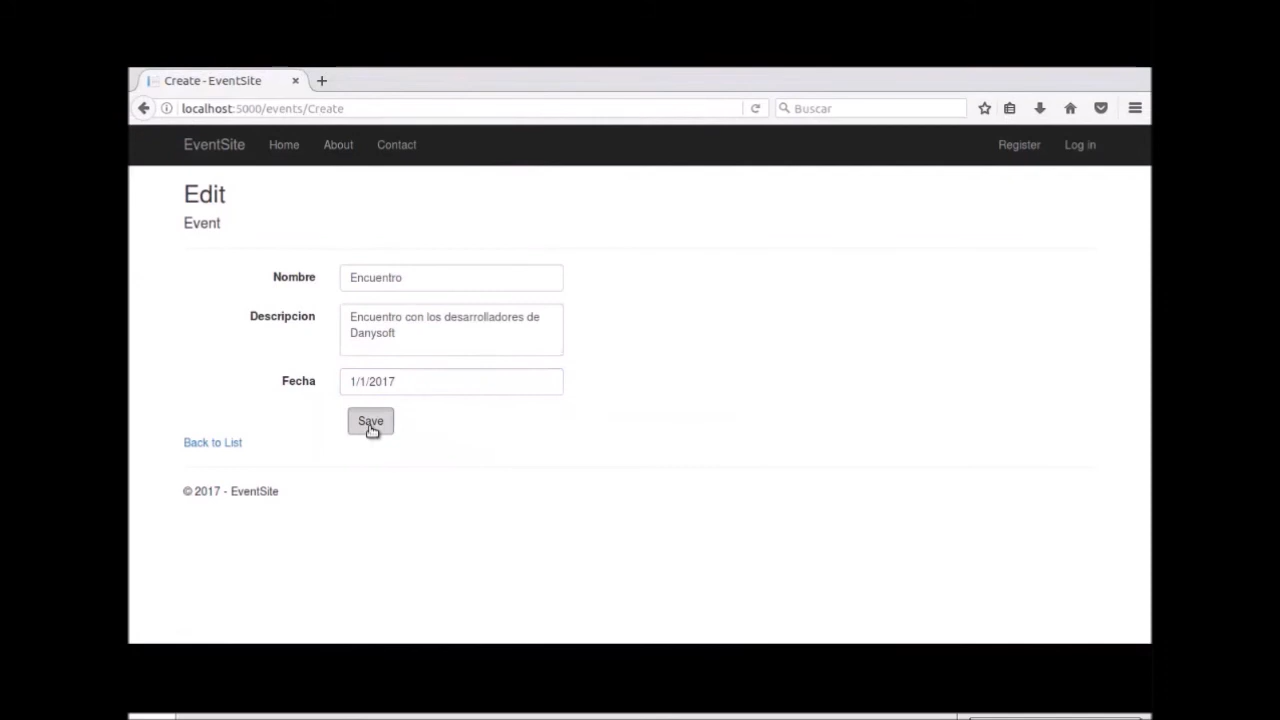 Create - EventSite
localhost:5000/events/Create
Buscar
EventSite Home About Contact Register Log in
Edit
Event
Nombre Encuentro
Descripcion Encuentro con los desarrolladores de
Danysoft
Fecha 1/1/2017
Save
Back to List
© 2017 - EventSite